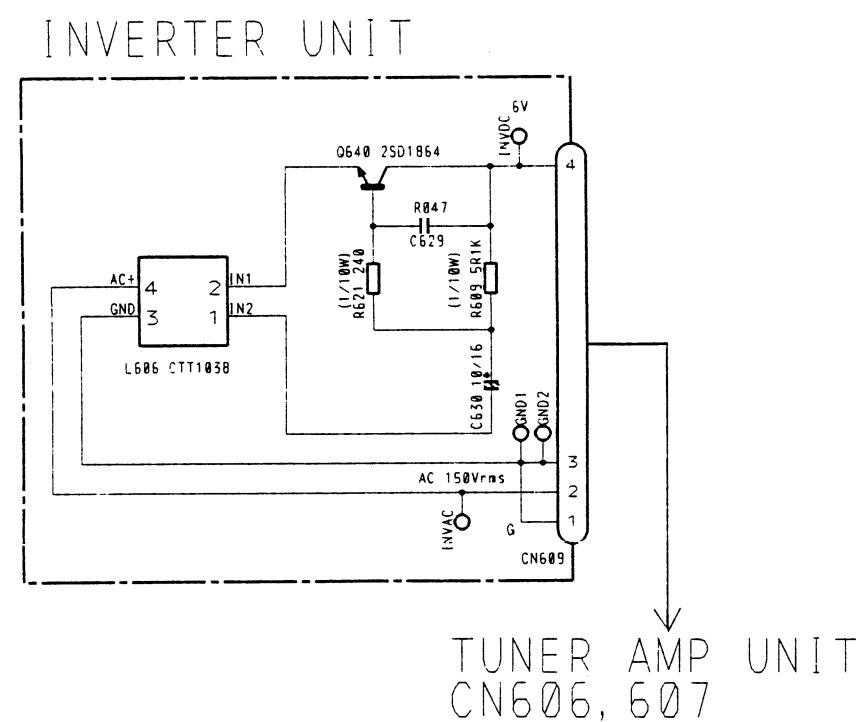 INVERTER UNIT
6V
INVDC
Q640 2SD1864
4
R047
C629
(1/10W)
R621 240
(1/10W)
R609 5R1K
AC+
4
2
IN1
GND
3
1
IN2
L606 CTT1038
C630 10/16
GND1
GND2
3
AC 150Vrms
2
INVAC
G
1
CN609
TUNER AMP UNIT
CN606, 607